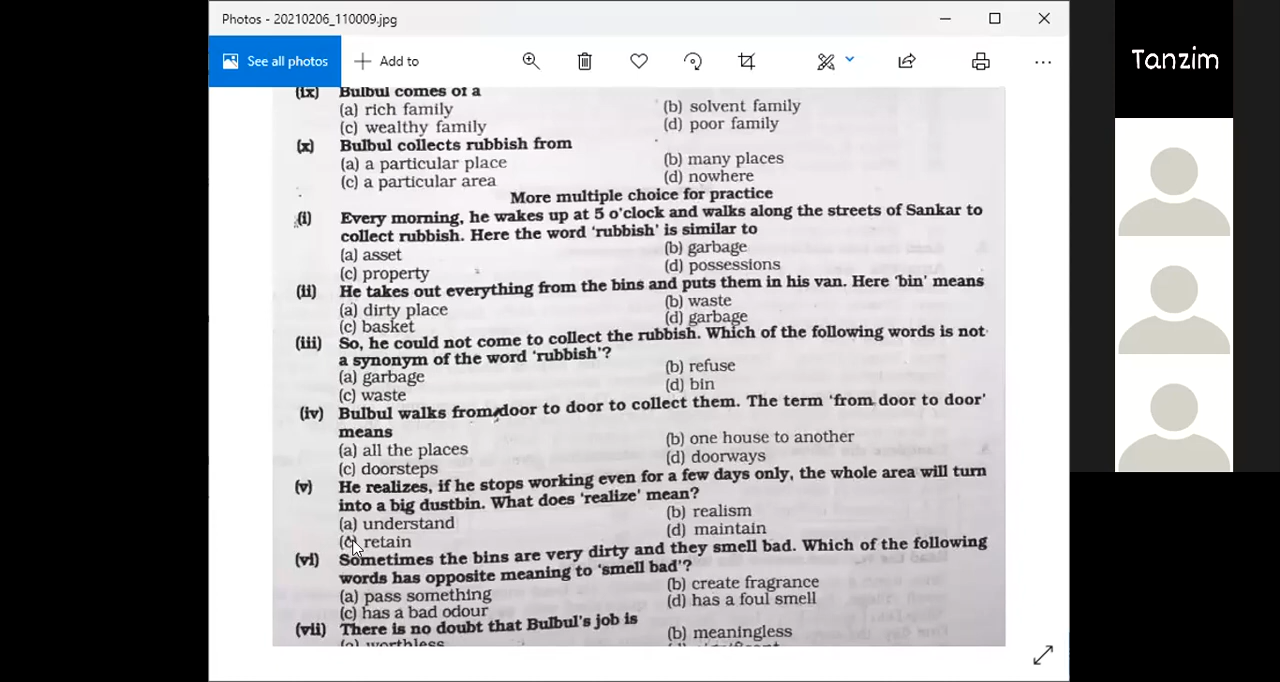 Photos - 20210206_110009.jpg
Tanzim
See all photos
Add to
(ix) Bulbul comes of a
(a) rich family (b) solvent family
(c) wealthy family (d) poor family
(x) Bulbul collects rubbish from
(a) a particular place (b) many places
(c) a particular area (d) nowhere
More multiple choice for practice
(i) Every morning, he wakes up at 5 o'clock and walks along the streets of Sankar to
collect rubbish. Here the word 'rubbish' is similar to
(a) asset (b) garbage
(c) property (d) possessions
(ii) He takes out everything from the bins and puts them in his van. Here 'bin' means
(a) dirty place (b) waste
(c) basket (d) garbage
(iii) So, he could not come to collect the rubbish. Which of the following words is not
a synonym of the word 'rubbish'?
(a) garbage (b) refuse
(c) waste (d) bin
(iv) Bulbul walks from door to door to collect them. The term 'from door to door'
means
(a) all the places (b) one house to another
(c) doorsteps (d) doorways
(v) He realizes, if he stops working even for a few days only, the whole area will turn
into a big dustbin. What does 'realize' mean?
(a) understand (b) realism
(c) retain (d) maintain
(vi) Sometimes the bins are very dirty and they smell bad. Which of the following
words has opposite meaning to 'smell bad'?
(a) pass something (b) create fragrance
(c) has a bad odour (d) has a foul smell
(vii) There is no doubt that Bulbul's job is
(a) worthless (b) meaningless